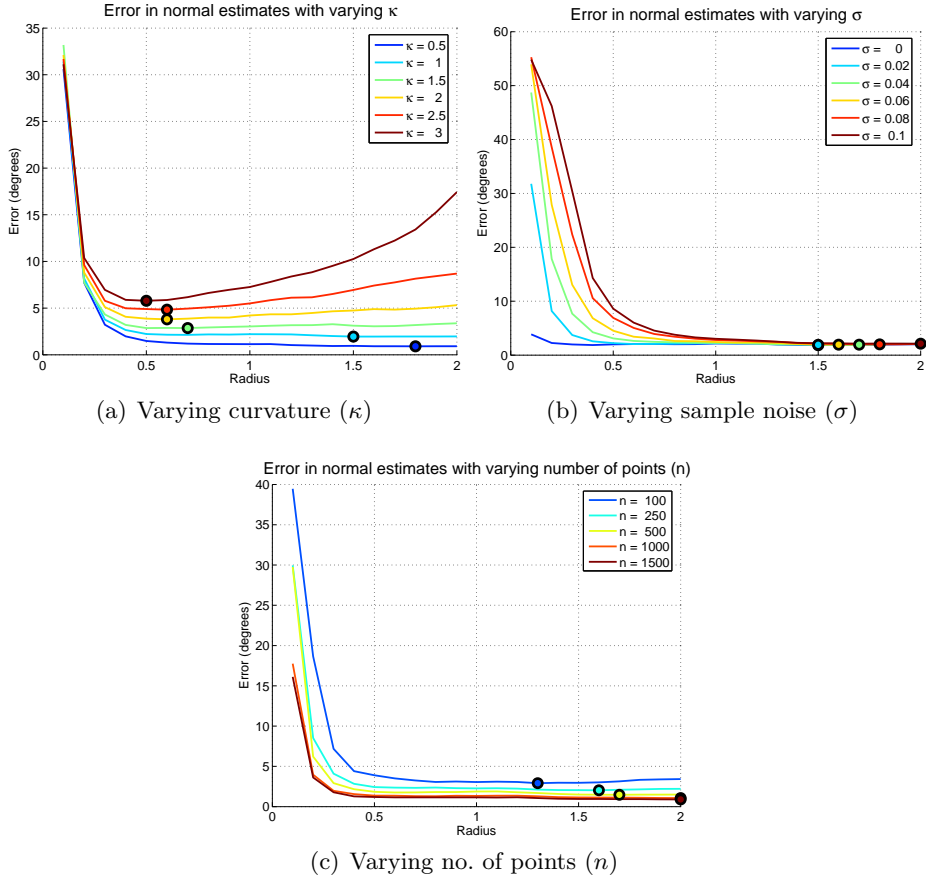 Error in normal estimates with varying κ
35
30
25
20
15
10
5
0
0
0.5
1
1.5
2
Error (degrees)
Radius
κ = 0.5
κ = 1
κ = 1.5
κ = 2
κ = 2.5
κ = 3
(a) Varying curvature (κ)
Error in normal estimates with varying σ
60
50
40
30
20
10
0
0
0.5
1
1.5
2
Error (degrees)
Radius
σ = 0
σ = 0.02
σ = 0.04
σ = 0.06
σ = 0.08
σ = 0.1
(b) Varying sample noise (σ)
Error in normal estimates with varying number of points (n)
40
35
30
25
20
15
10
5
0
0
0.5
1
1.5
2
Error (degrees)
Radius
n = 100
n = 250
n = 500
n = 1000
n = 1500
(c) Varying no. of points (n)